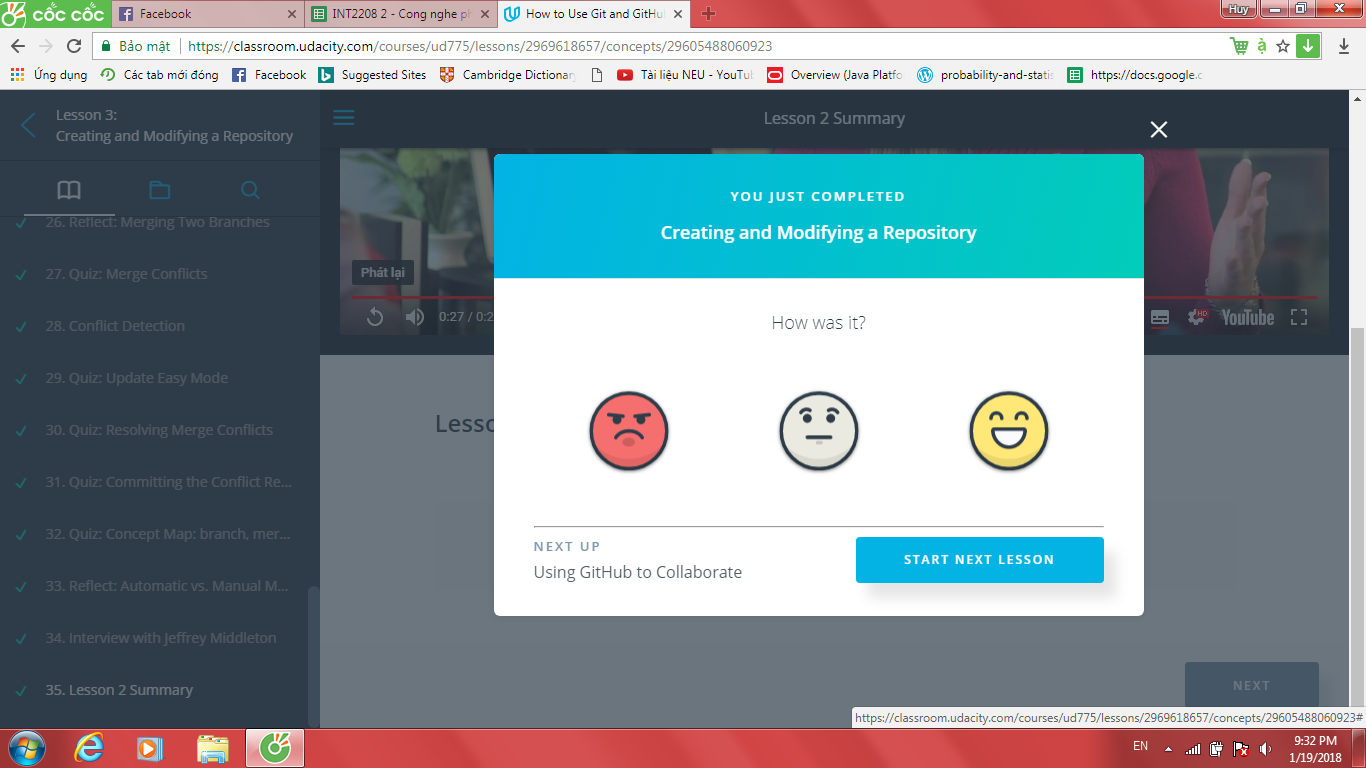 cốc cốc
Facebook
INT2208 2 - Cong nghe ph
How to Use Git and GitHu
Huy
Bảo mật
https://classroom.udacity.com/courses/ud775/lessons/2969618657/concepts/29605488060923
Ứng dụng
Các tab mới đóng
Facebook
Suggested Sites
Cambridge Dictionary
Tài liệu NEU - YouTu
Overview (Java Platfo
probability-and-statis
https://docs.google.c
Lesson 3:
Creating and Modifying a Repository
26. Reflect: Merging Two Branches
27. Quiz: Merge Conflicts
28. Conflict Detection
29. Quiz: Update Easy Mode
30. Quiz: Resolving Merge Conflicts
31. Quiz: Committing the Conflict Re...
32. Quiz: Concept Map: branch, mer...
33. Reflect: Automatic vs. Manual M...
34. Interview with Jeffrey Middleton
35. Lesson 2 Summary
Lesson 2 Summary
Phát lại
0:27 / 0:2
HD
YouTube
Lesso
YOU JUST COMPLETED
Creating and Modifying a Repository
How was it?
NEXT UP
Using GitHub to Collaborate
START NEXT LESSON
NEXT
https://classroom.udacity.com/courses/ud775/lessons/2969618657/concepts/29605488060923#
EN
9:32 PM
1/19/2018